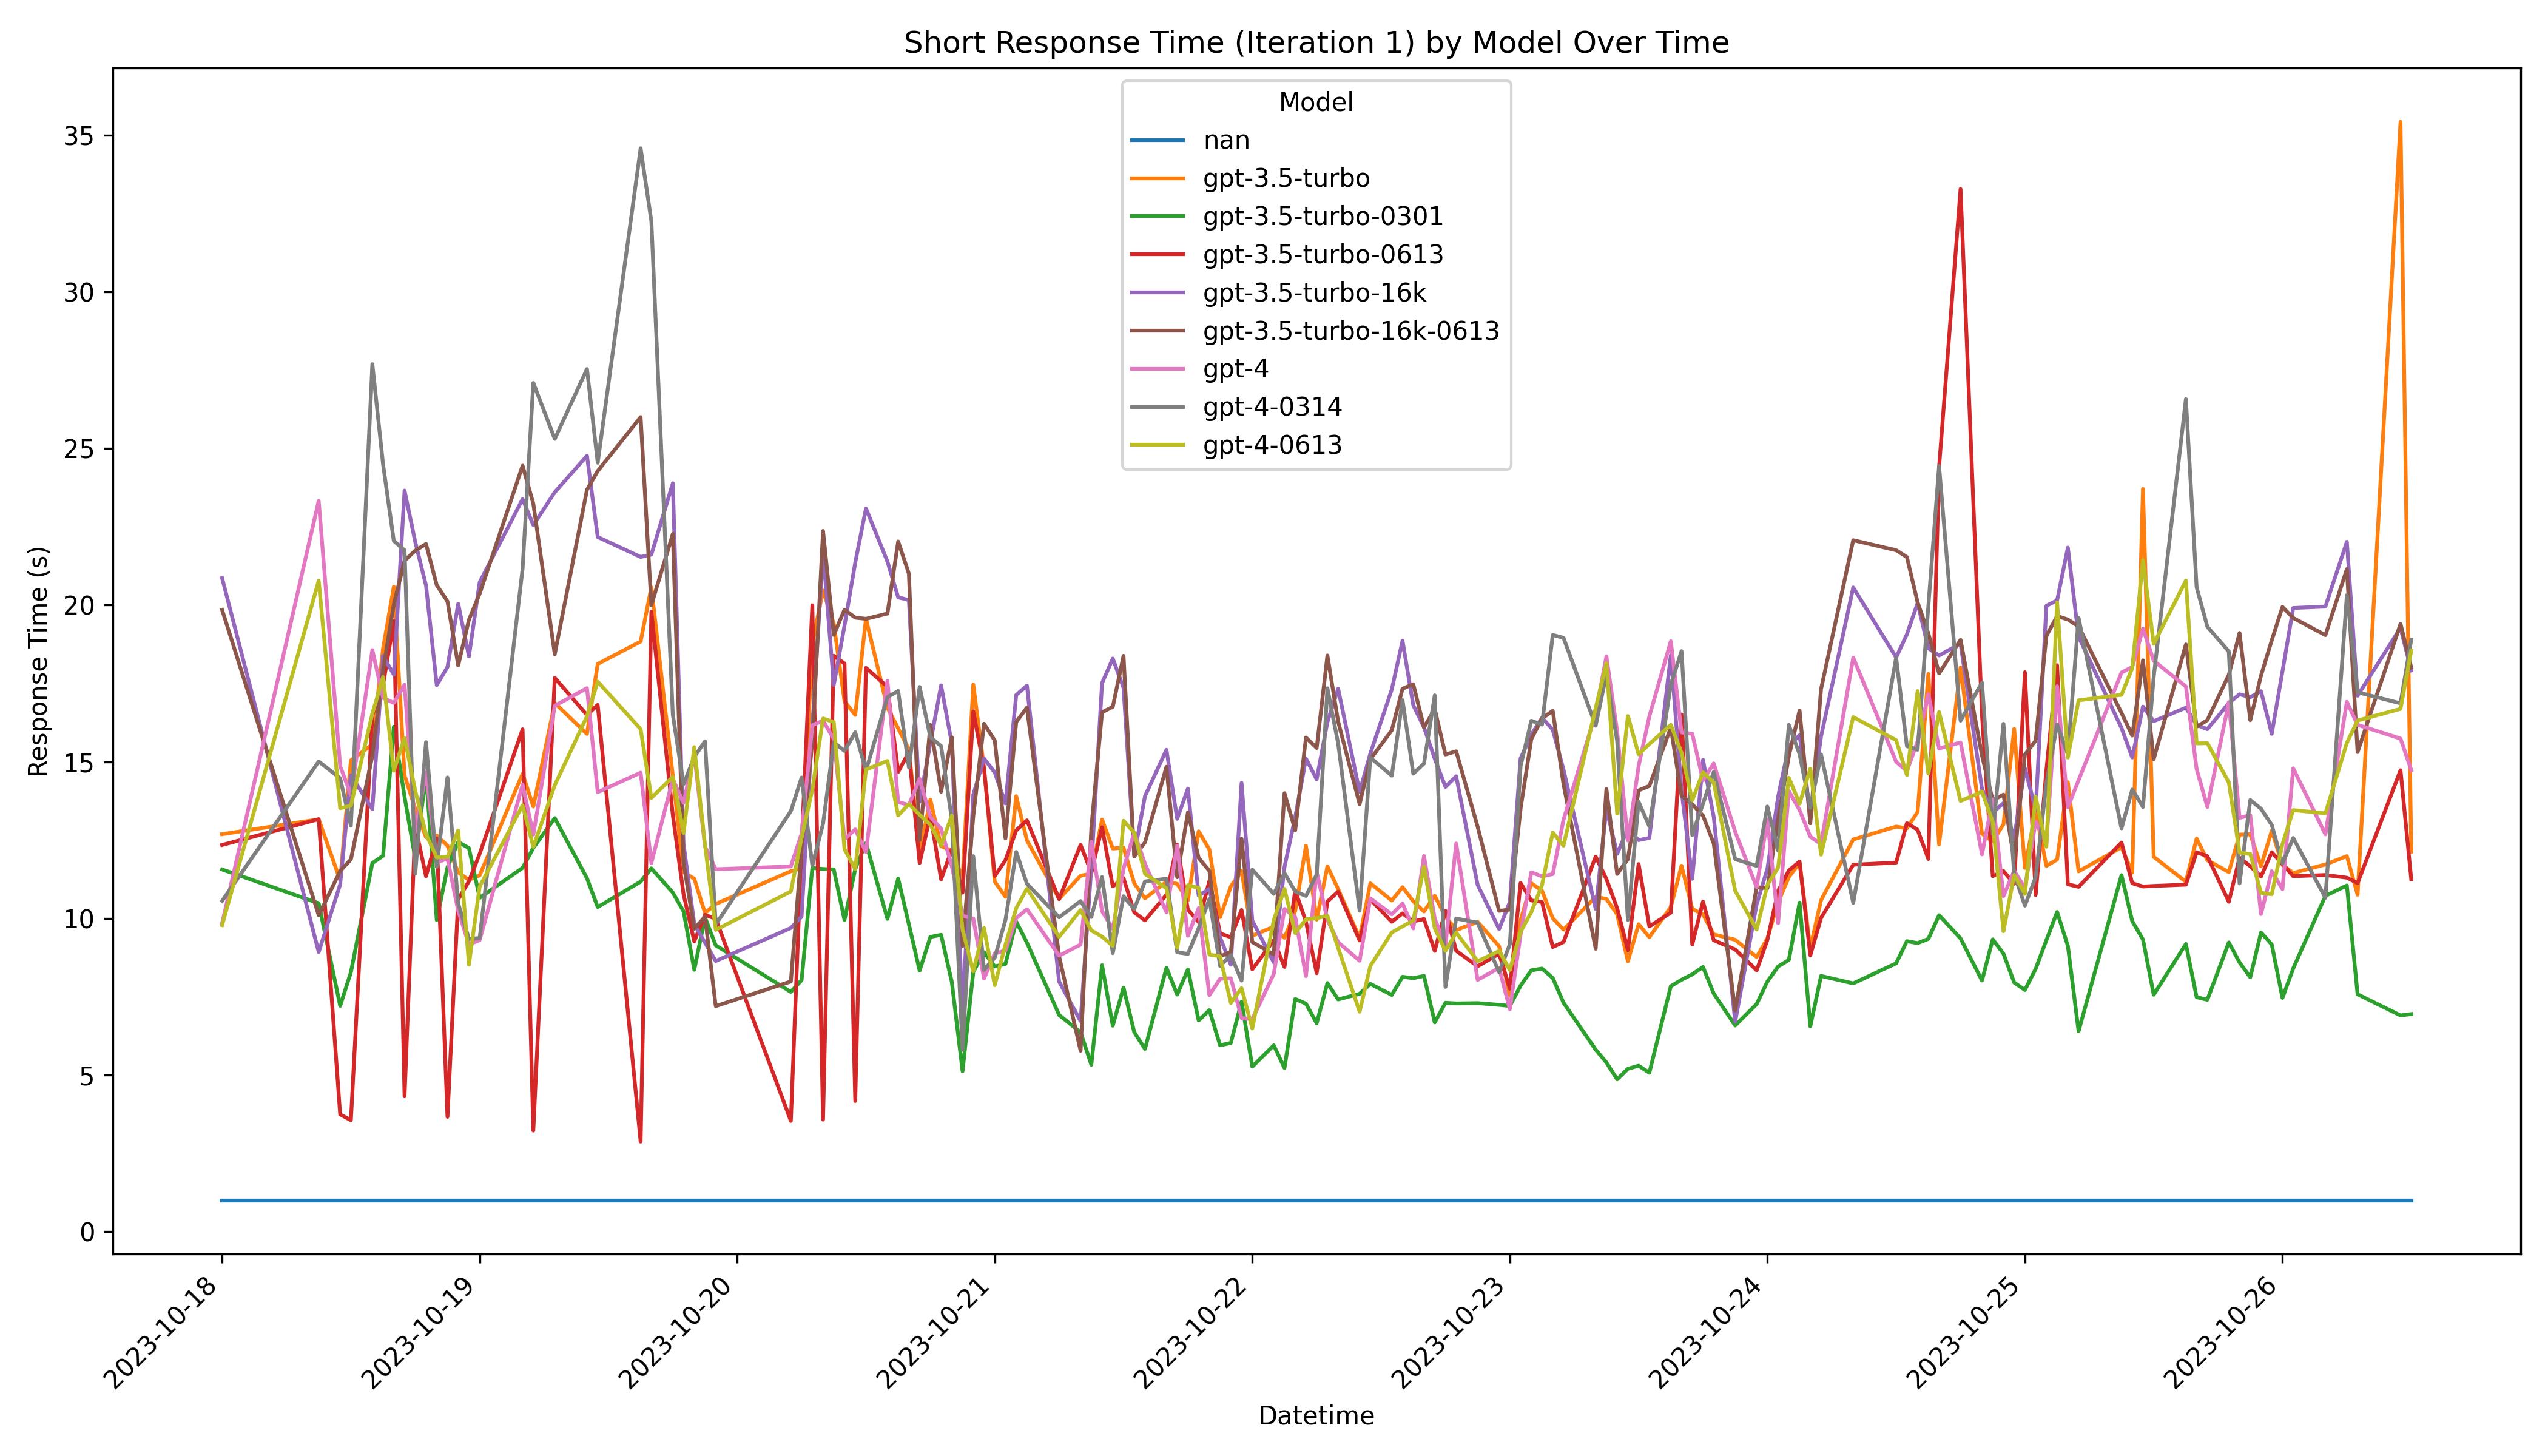 Short Response Time (Iteration 1) by Model Over Time
Model
nan
gpt-3.5-turbo
gpt-3.5-turbo-0301
gpt-3.5-turbo-0613
gpt-3.5-turbo-16k
gpt-3.5-turbo-16k-0613
gpt-4
gpt-4-0314
gpt-4-0613
Response Time (s)
35
30
25
20
15
10
5
0
2023-10-18
2023-10-19
2023-10-20
2023-10-21
2023-10-22
2023-10-23
2023-10-24
2023-10-25
2023-10-26
Datetime